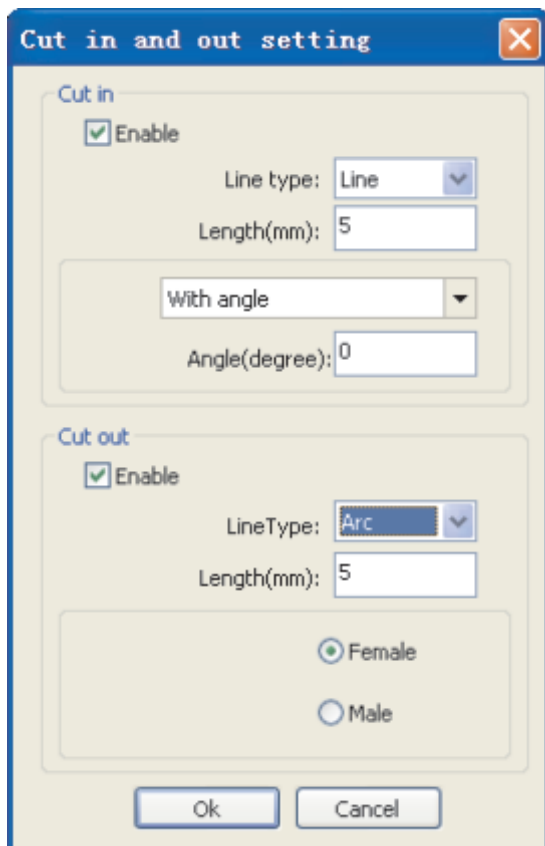 Cut in and out setting
Cut in
Enable
Line type: Line
Length(mm): 5
With angle
Angle(degree): 0
Cut out
Enable
LineType: Arc
Length(mm): 5
Female
Male
Ok Cancel